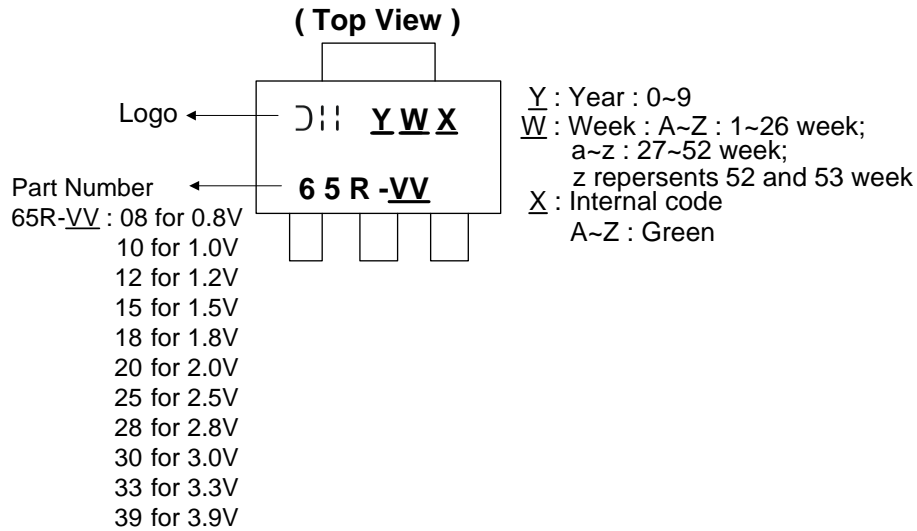 ( Top View )
Logo
Y W X
65R -VV
Y : Year : 0~9
W : Week : A~Z : 1~26 week;
a~z : 27~52 week;
z repersents 52 and 53 week
X : Internal code
A~Z : Green
Part Number
65R-VV : 08 for 0.8V
10 for 1.0V
12 for 1.2V
15 for 1.5V
18 for 1.8V
20 for 2.0V
25 for 2.5V
28 for 2.8V
30 for 3.0V
33 for 3.3V
39 for 3.9V